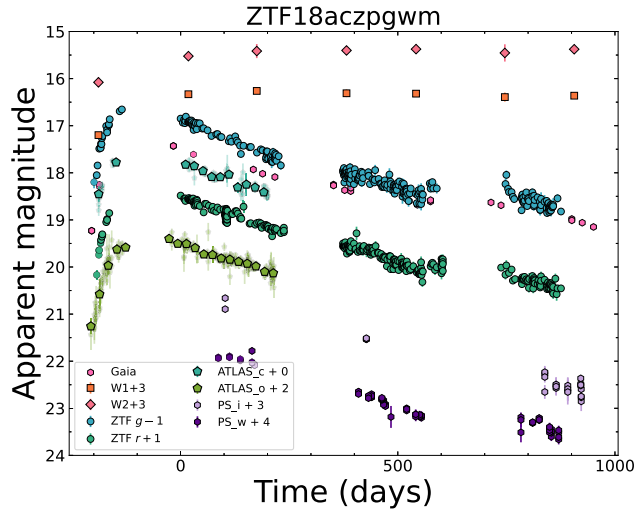 ZTF18aczpgwm
15
16
17
18
19
20
21
22
23
24
Apparent magnitude
Gaia
W1+3
W2+3
ZTF g − 1
ZTF r + 1
ATLAS_c + 0
ATLAS_o + 2
PS_i + 3
PS_w + 4
0
500
1000
Time (days)